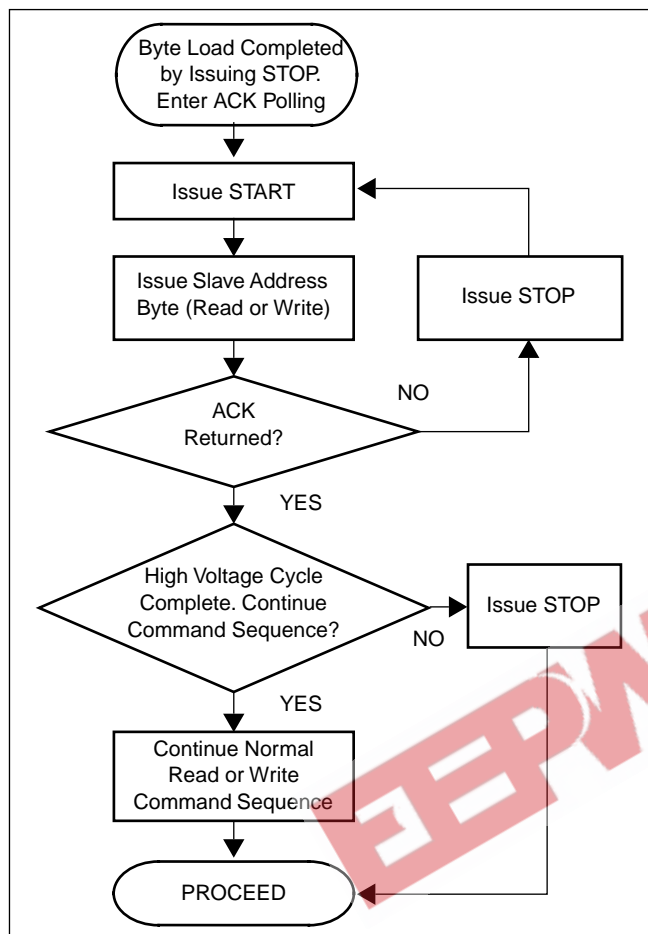 Byte Load Completed
by Issuing STOP.
Enter ACK Polling
Issue START
Issue Slave Address
Byte (Read or Write)
Issue STOP
NO
ACK
Returned?
YES
High Voltage Cycle
Complete. Continue
Command Sequence?
Issue STOP
NO
YES
Continue Normal
Read or Write
Command Sequence
PROCEED